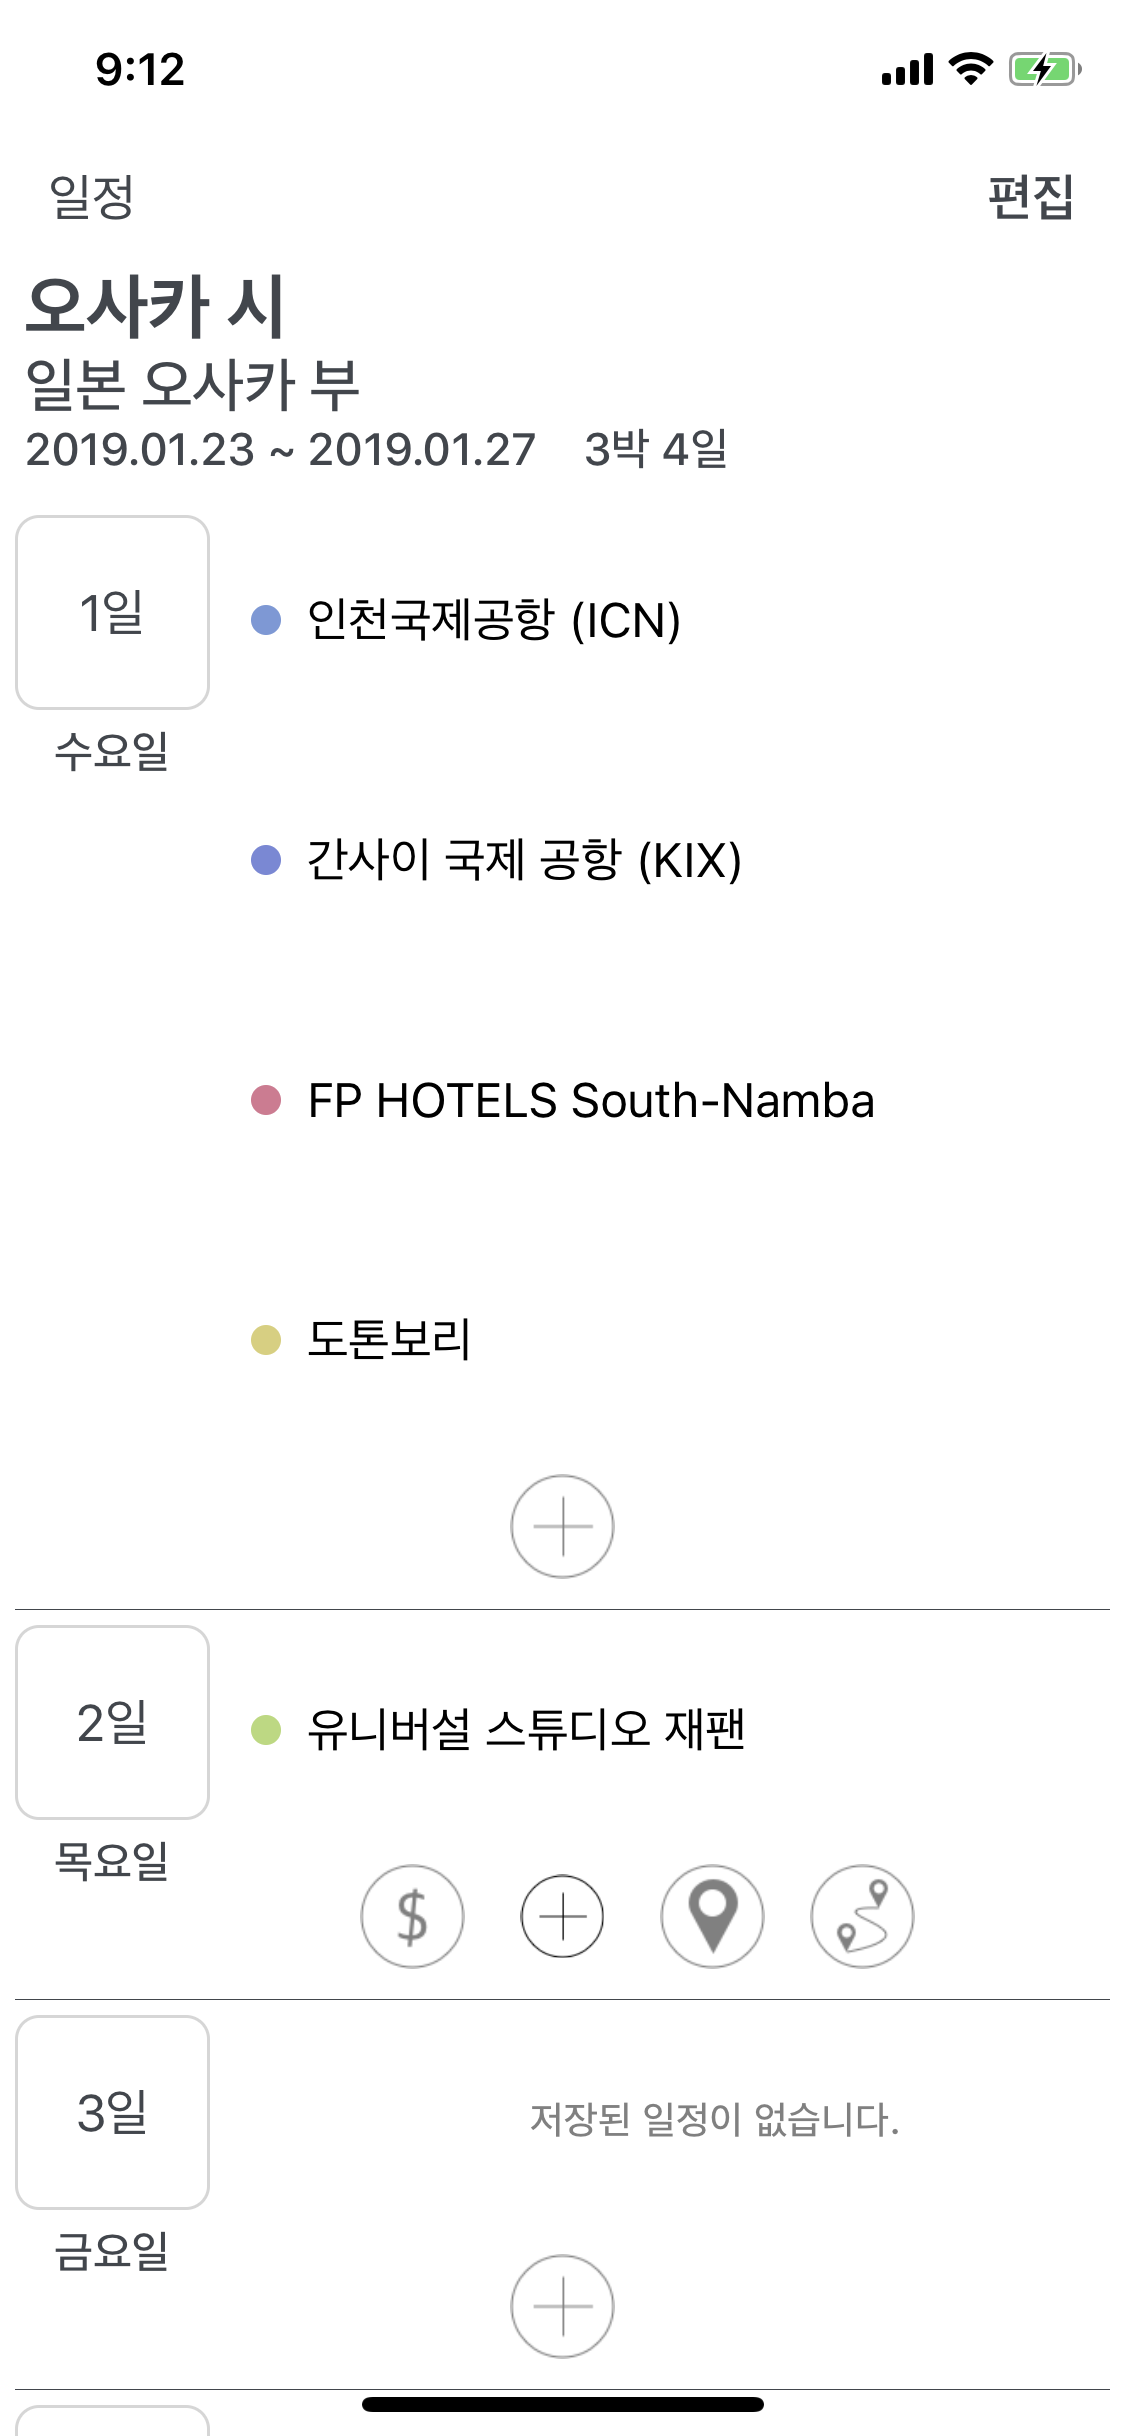 9:12
일정 편집
오사카 시
일본 오사카 부
2019.01.23 ~ 2019.01.27 3박 4일
1일
인천국제공항 (ICN)
수요일
간사이 국제 공항 (KIX)
FP HOTELS South-Namba
도톤보리
2일
유니버설 스튜디오 재팬
목요일
$
3일
저장된 일정이 없습니다.
금요일